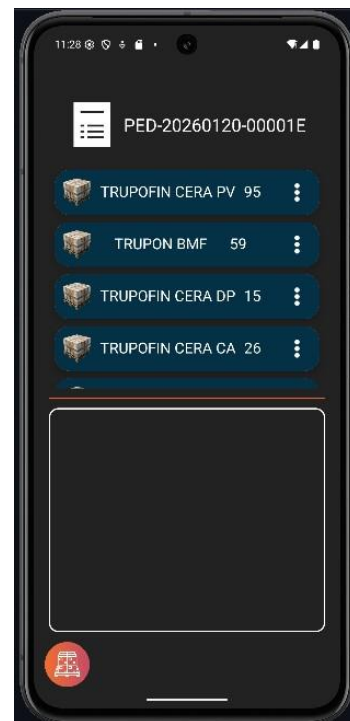 11:28
PED-20260120-00001E
TRUPOFIN CERA PV 95
TRUPON BMF 59
TRUPOFIN CERA DP 15
TRUPOFIN CERA CA 26